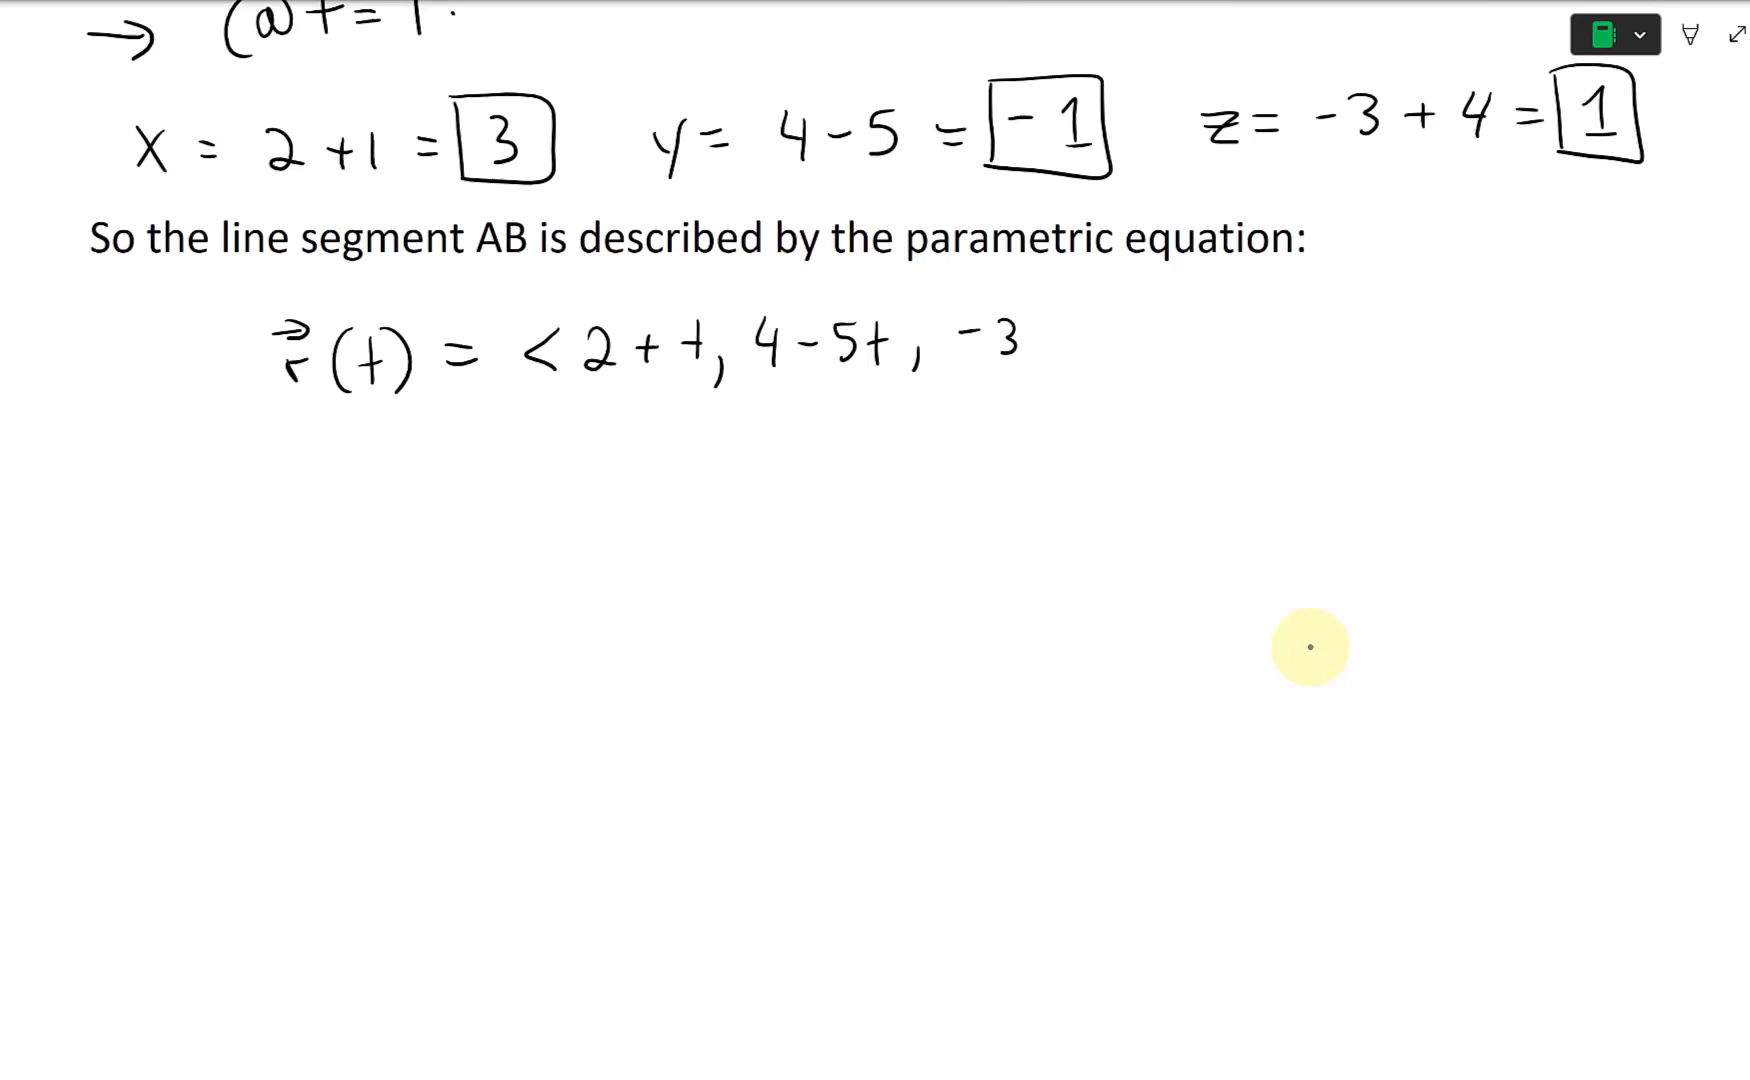 → (@ t = 1 :
x = 2 + 1 = 3 y = 4 - 5 = -1 z = -3 + 4 = 1
So the line segment AB is described by the parametric equation:
r⃗(t) = < 2 + t, 4 - 5t, -3